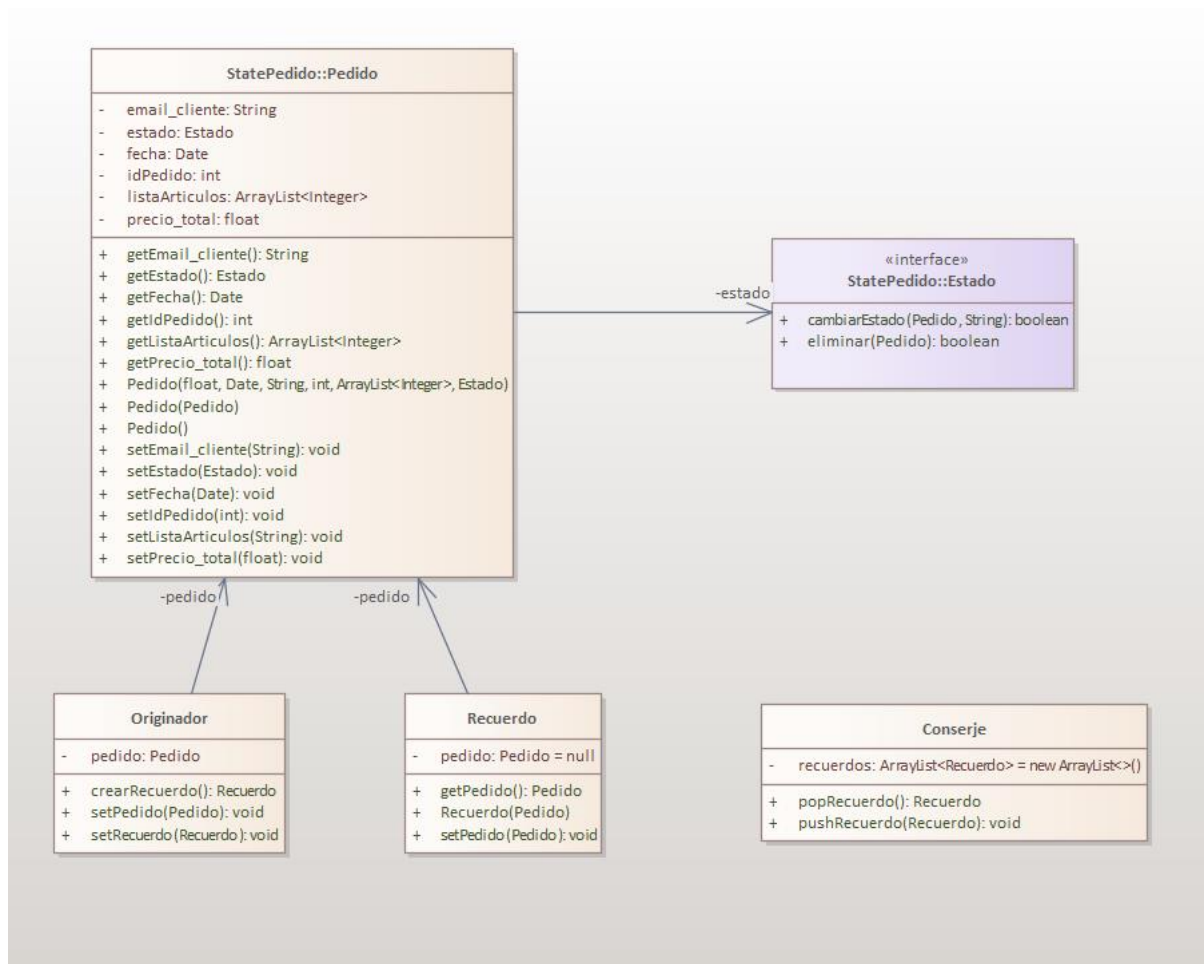 StatePedido::Pedido
- email_cliente: String
- estado: Estado
- fecha: Date
- idPedido: int
- listaArticulos: ArrayList<Integer>
- precio_total: float
+ getEmail_cliente(): String
+ getEstado(): Estado
+ getFecha(): Date
+ getIdPedido(): int
+ getListaArticulos(): ArrayList<Integer>
+ getPrecio_total(): float
+ Pedido(float, Date, String, int, ArrayList<Integer>, Estado)
+ Pedido(Pedido)
+ Pedido()
+ setEmail_cliente(String): void
+ setEstado(Estado): void
+ setFecha(Date): void
+ setIdPedido(int): void
+ setListaArticulos(String): void
+ setPrecio_total(float): void
-estado
«interface»
StatePedido::Estado
+ cambiarEstado(Pedido, String): boolean
+ eliminar(Pedido): boolean
-pedido
-pedido
Originador
- pedido: Pedido
+ crearRecuerdo(): Recuerdo
+ setPedido(Pedido): void
+ setRecuerdo(Recuerdo): void
Recuerdo
- pedido: Pedido = null
+ getPedido(): Pedido
+ Recuerdo(Pedido)
+ setPedido(Pedido): void
Conserje
- recuerdos: ArrayList<Recuerdo> = new ArrayList<>()
+ popRecuerdo(): Recuerdo
+ pushRecuerdo(Recuerdo): void